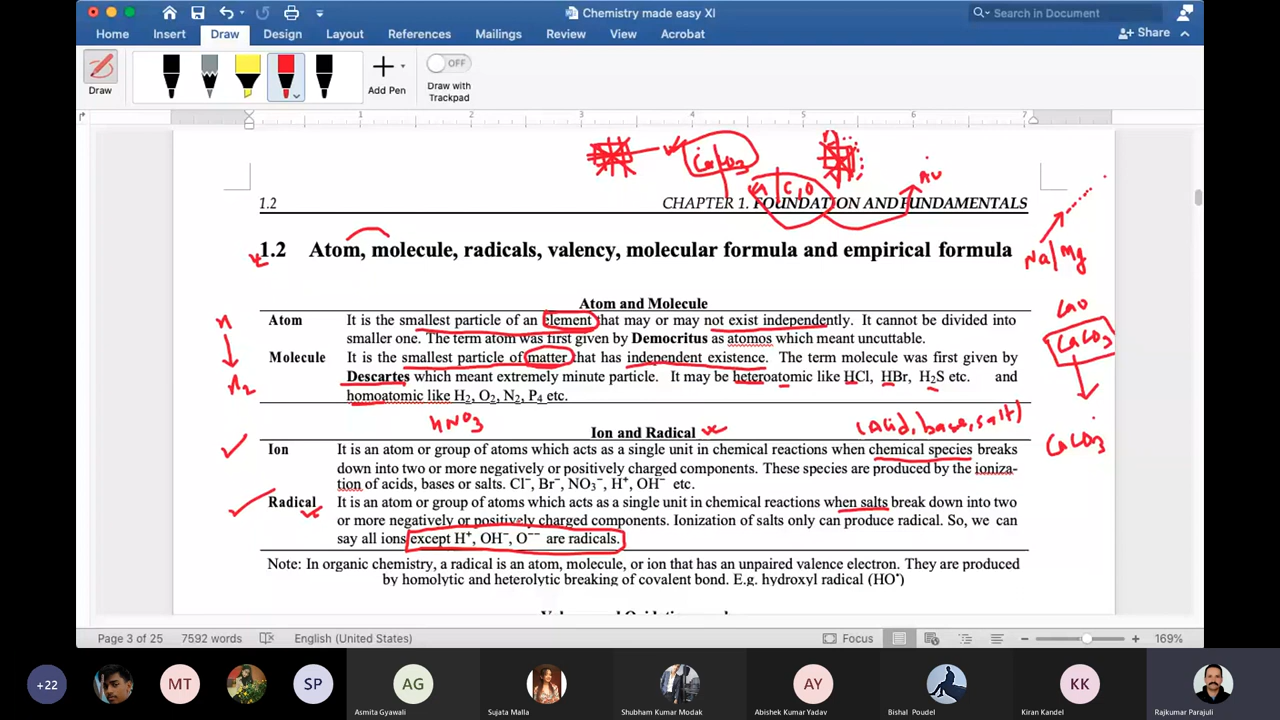 Chemistry made easy XI
Search in Document
Home Insert Draw Design Layout References Mailings Review View Acrobat
Share
OFF
Draw
Add Pen
Draw with
Trackpad
1 2 3 4 5 6 7
CaCO3
Ca C, O
Air
1.2 CHAPTER 1. FOUNDATION AND FUNDAMENTALS
1.2 Atom, molecule, radicals, valency, molecular formula and empirical formula
Na/Mg
Atom and Molecule
CaO
Atom It is the smallest particle of an element that may or may not exist independently. It cannot be divided into
smaller one. The term atom was first given by Democritus as atomos which meant uncuttable.
CaCO3
Molecule It is the smallest particle of matter that has independent existence. The term molecule was first given by
Descartes which meant extremely minute particle. It may be heteroatomic like HCl, HBr, H2S etc. and
homoatomic like H2, O2, N2, P4 etc.
HNO3
(Acid, base, salt)
Ion and Radical
CaCO3
Ion It is an atom or group of atoms which acts as a single unit in chemical reactions when chemical species breaks
down into two or more negatively or positively charged components. These species are produced by the ioniza-
tion of acids, bases or salts. Cl⁻, Br⁻, NO₃⁻, H⁺, OH⁻ etc.
Radical It is an atom or group of atoms which acts as a single unit in chemical reactions when salts break down into two
or more negatively or positively charged components. Ionization of salts only can produce radical. So, we can
say all ions except H⁺, OH⁻, O⁻⁻ are radicals.
Note: In organic chemistry, a radical is an atom, molecule, or ion that has an unpaired valence electron. They are produced
by homolytic and heterolytic breaking of covalent bond. E.g. hydroxyl radical (HO•)
Page 3 of 25 7592 words English (United States) Focus 169%
+22 MT SP AG AY KK
Asmita Gyawali Sujata Malla Shubham Kumar Modak Abishek Kumar Yadav Bishal Poudel Kiran Kandel Rajkumar Parajuli